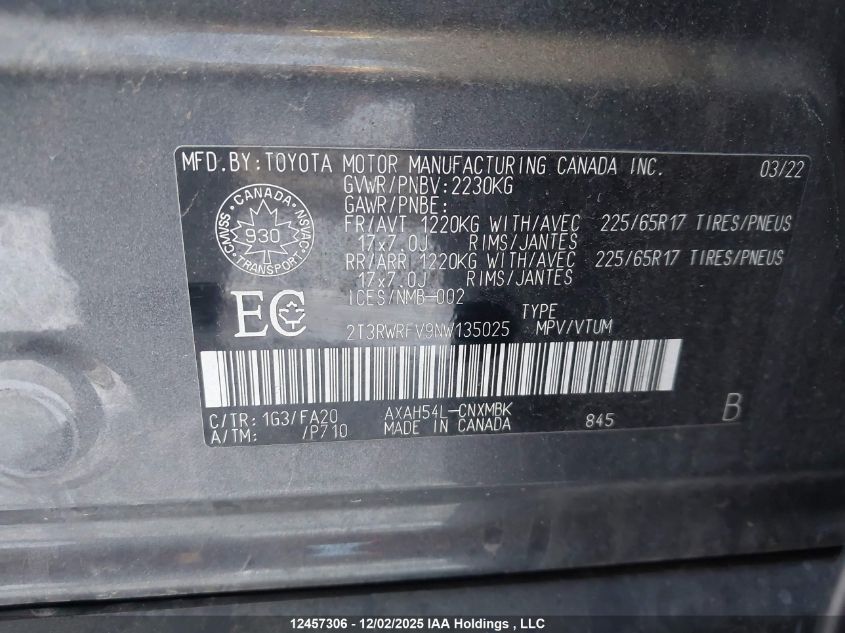 MFD.BY:TOYOTA MOTOR MANUFACTURING CANADA INC. 03/22
GVWR/PNBV:2230KG
GAWR/PNBE:
FR/AVT 1220KG WITH/AVEC 225/65R17 TIRES/PNEUS
17x7.0J RIMS/JANTES
RR/ARR 1220KG WITH/AVEC 225/65R17 TIRES/PNEUS
17x7.0J RIMS/JANTES
ICES/NMB-002
CANADA
CMVSS 930 NSVAC
TRANSPORT
EC
TYPE
2T3RWRFV9NW135025 MPV/VTUM
C/TR: 1G3/FA20 AXAH54L-CNXMBK 845 B
A/TM: /P710 MADE IN CANADA
12457306 - 12/02/2025 IAA Holdings , LLC